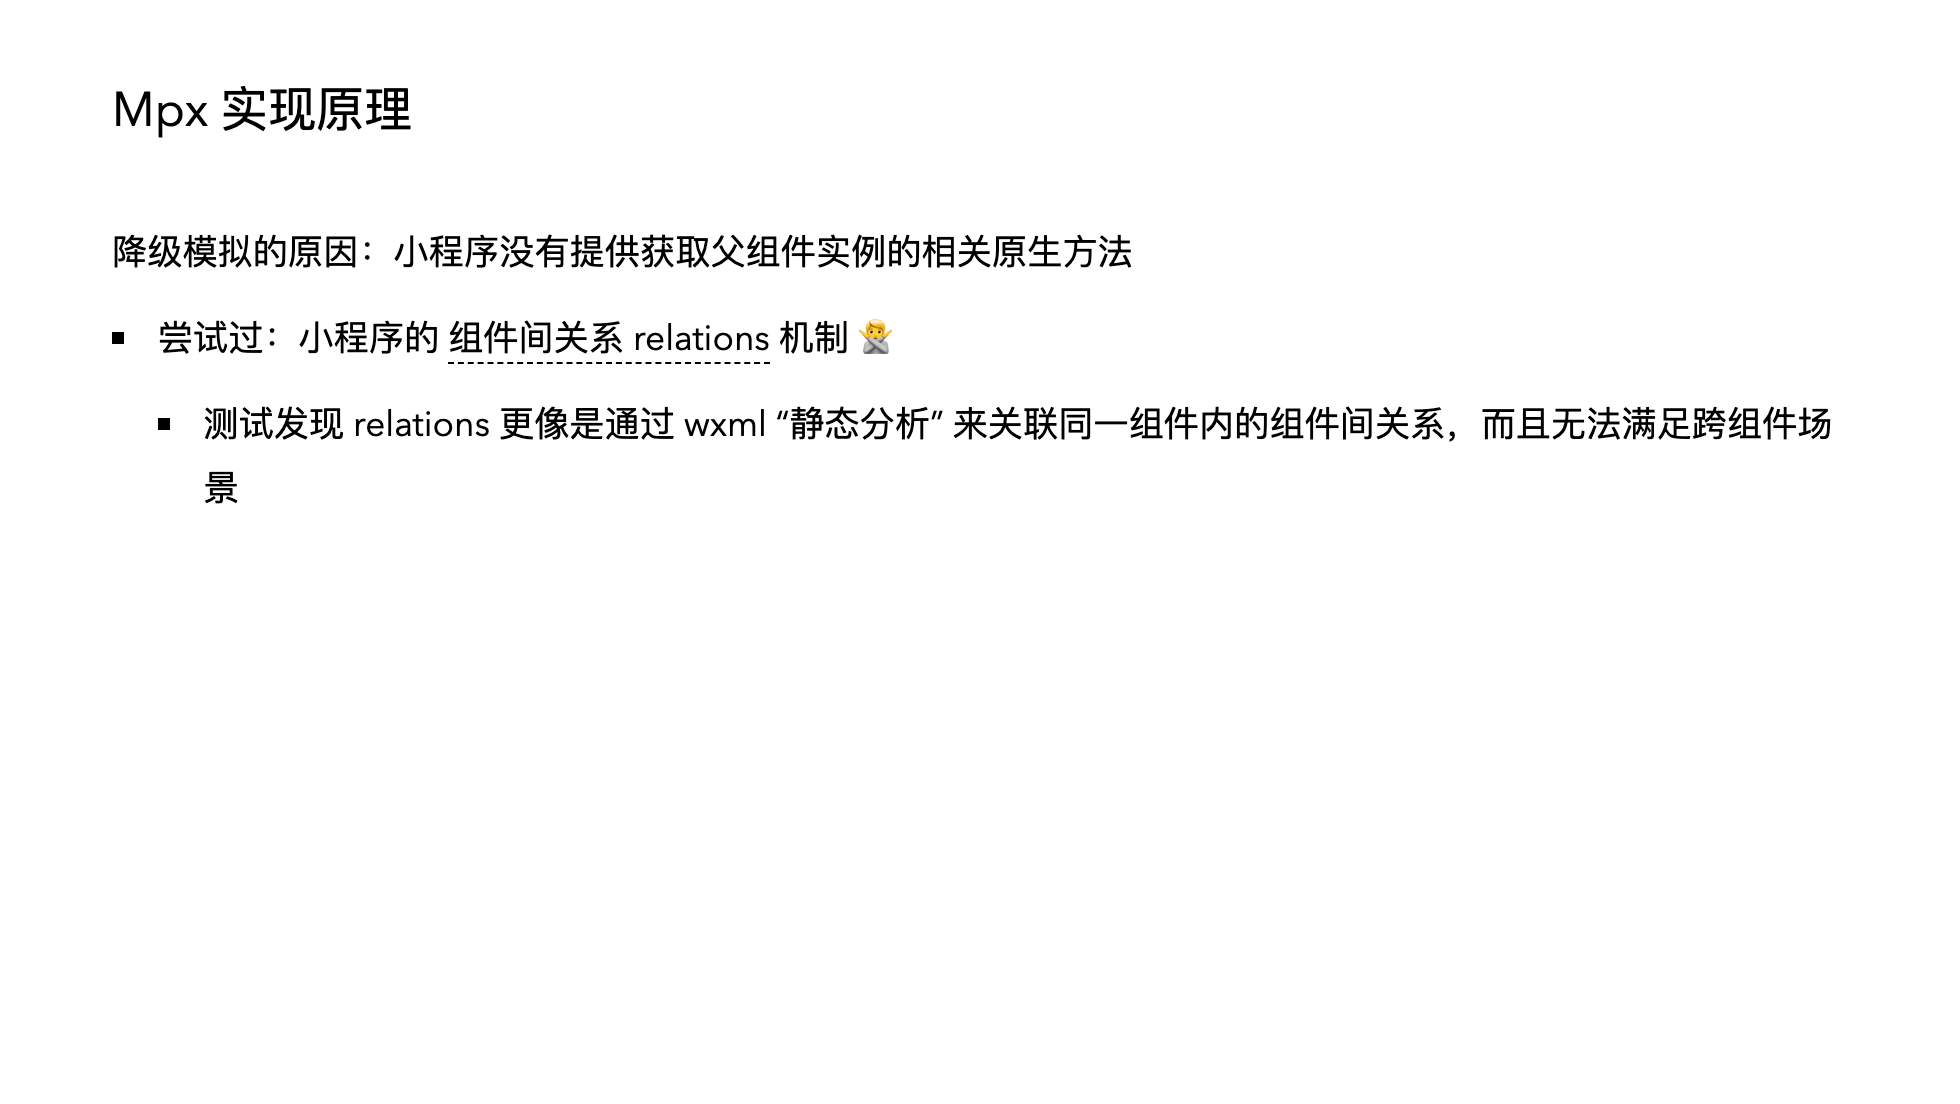 Mpx 实现原理
降级模拟的原因：小程序没有提供获取父组件实例的相关原生方法
尝试过：小程序的 组件间关系 relations 机制 🙅
测试发现 relations 更像是通过 wxml “静态分析” 来关联同一组件内的组件间关系，而且无法满足跨组件场
景